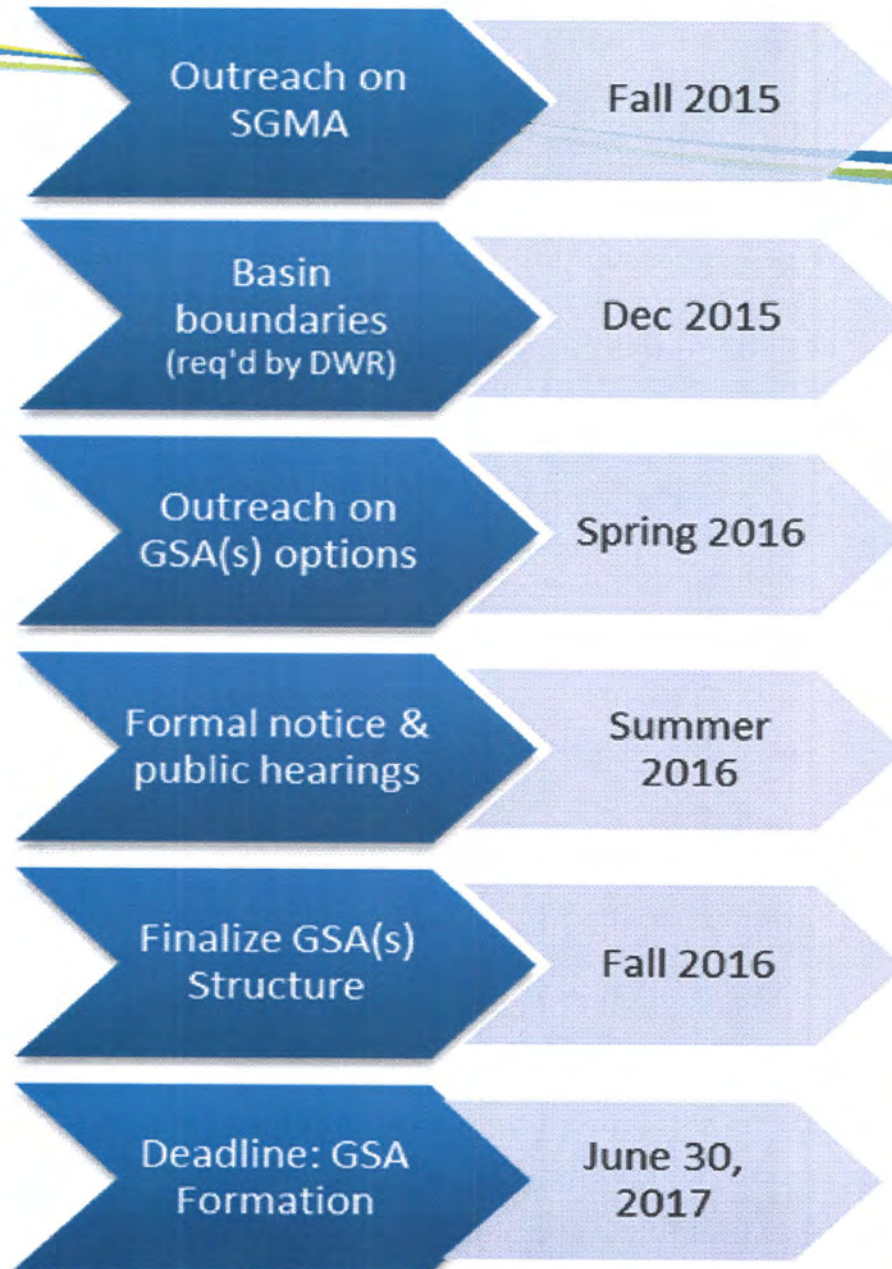 Outreach on
SGMA
Fall 2015
Basin
boundaries
(req'd by DWR)
Dec 2015
Outreach on
GSA(s) options
Spring 2016
Formal notice &
public hearings
Summer
2016
Finalize GSA(s)
Structure
Fall 2016
Deadline: GSA
Formation
June 30,
2017